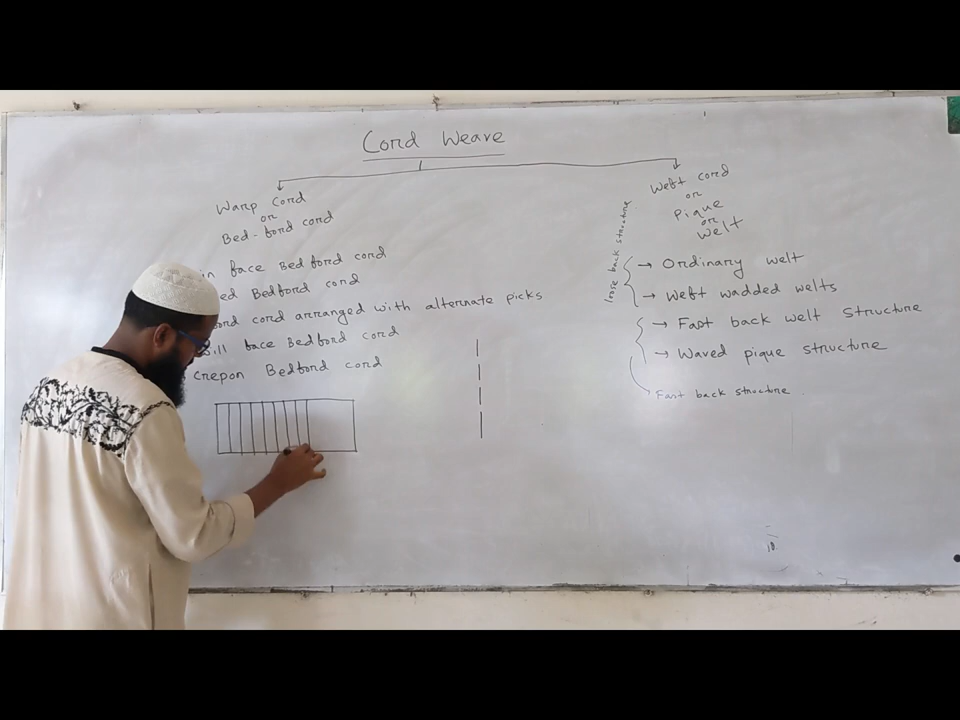 Cord Weave
Warp Cord
or
Bed-ford cord
in face Bedford cord
ed Bedford cord
ord cord arranged with alternate picks
ill face Bedford cord
crepon Bedford cord
Weft cord
or
Pique
or
Welt
loose back structure
→ Ordinary welt
→ Weft wadded welts
→ Fast back welt structure
→ Waved pique structure
Fast back structure.